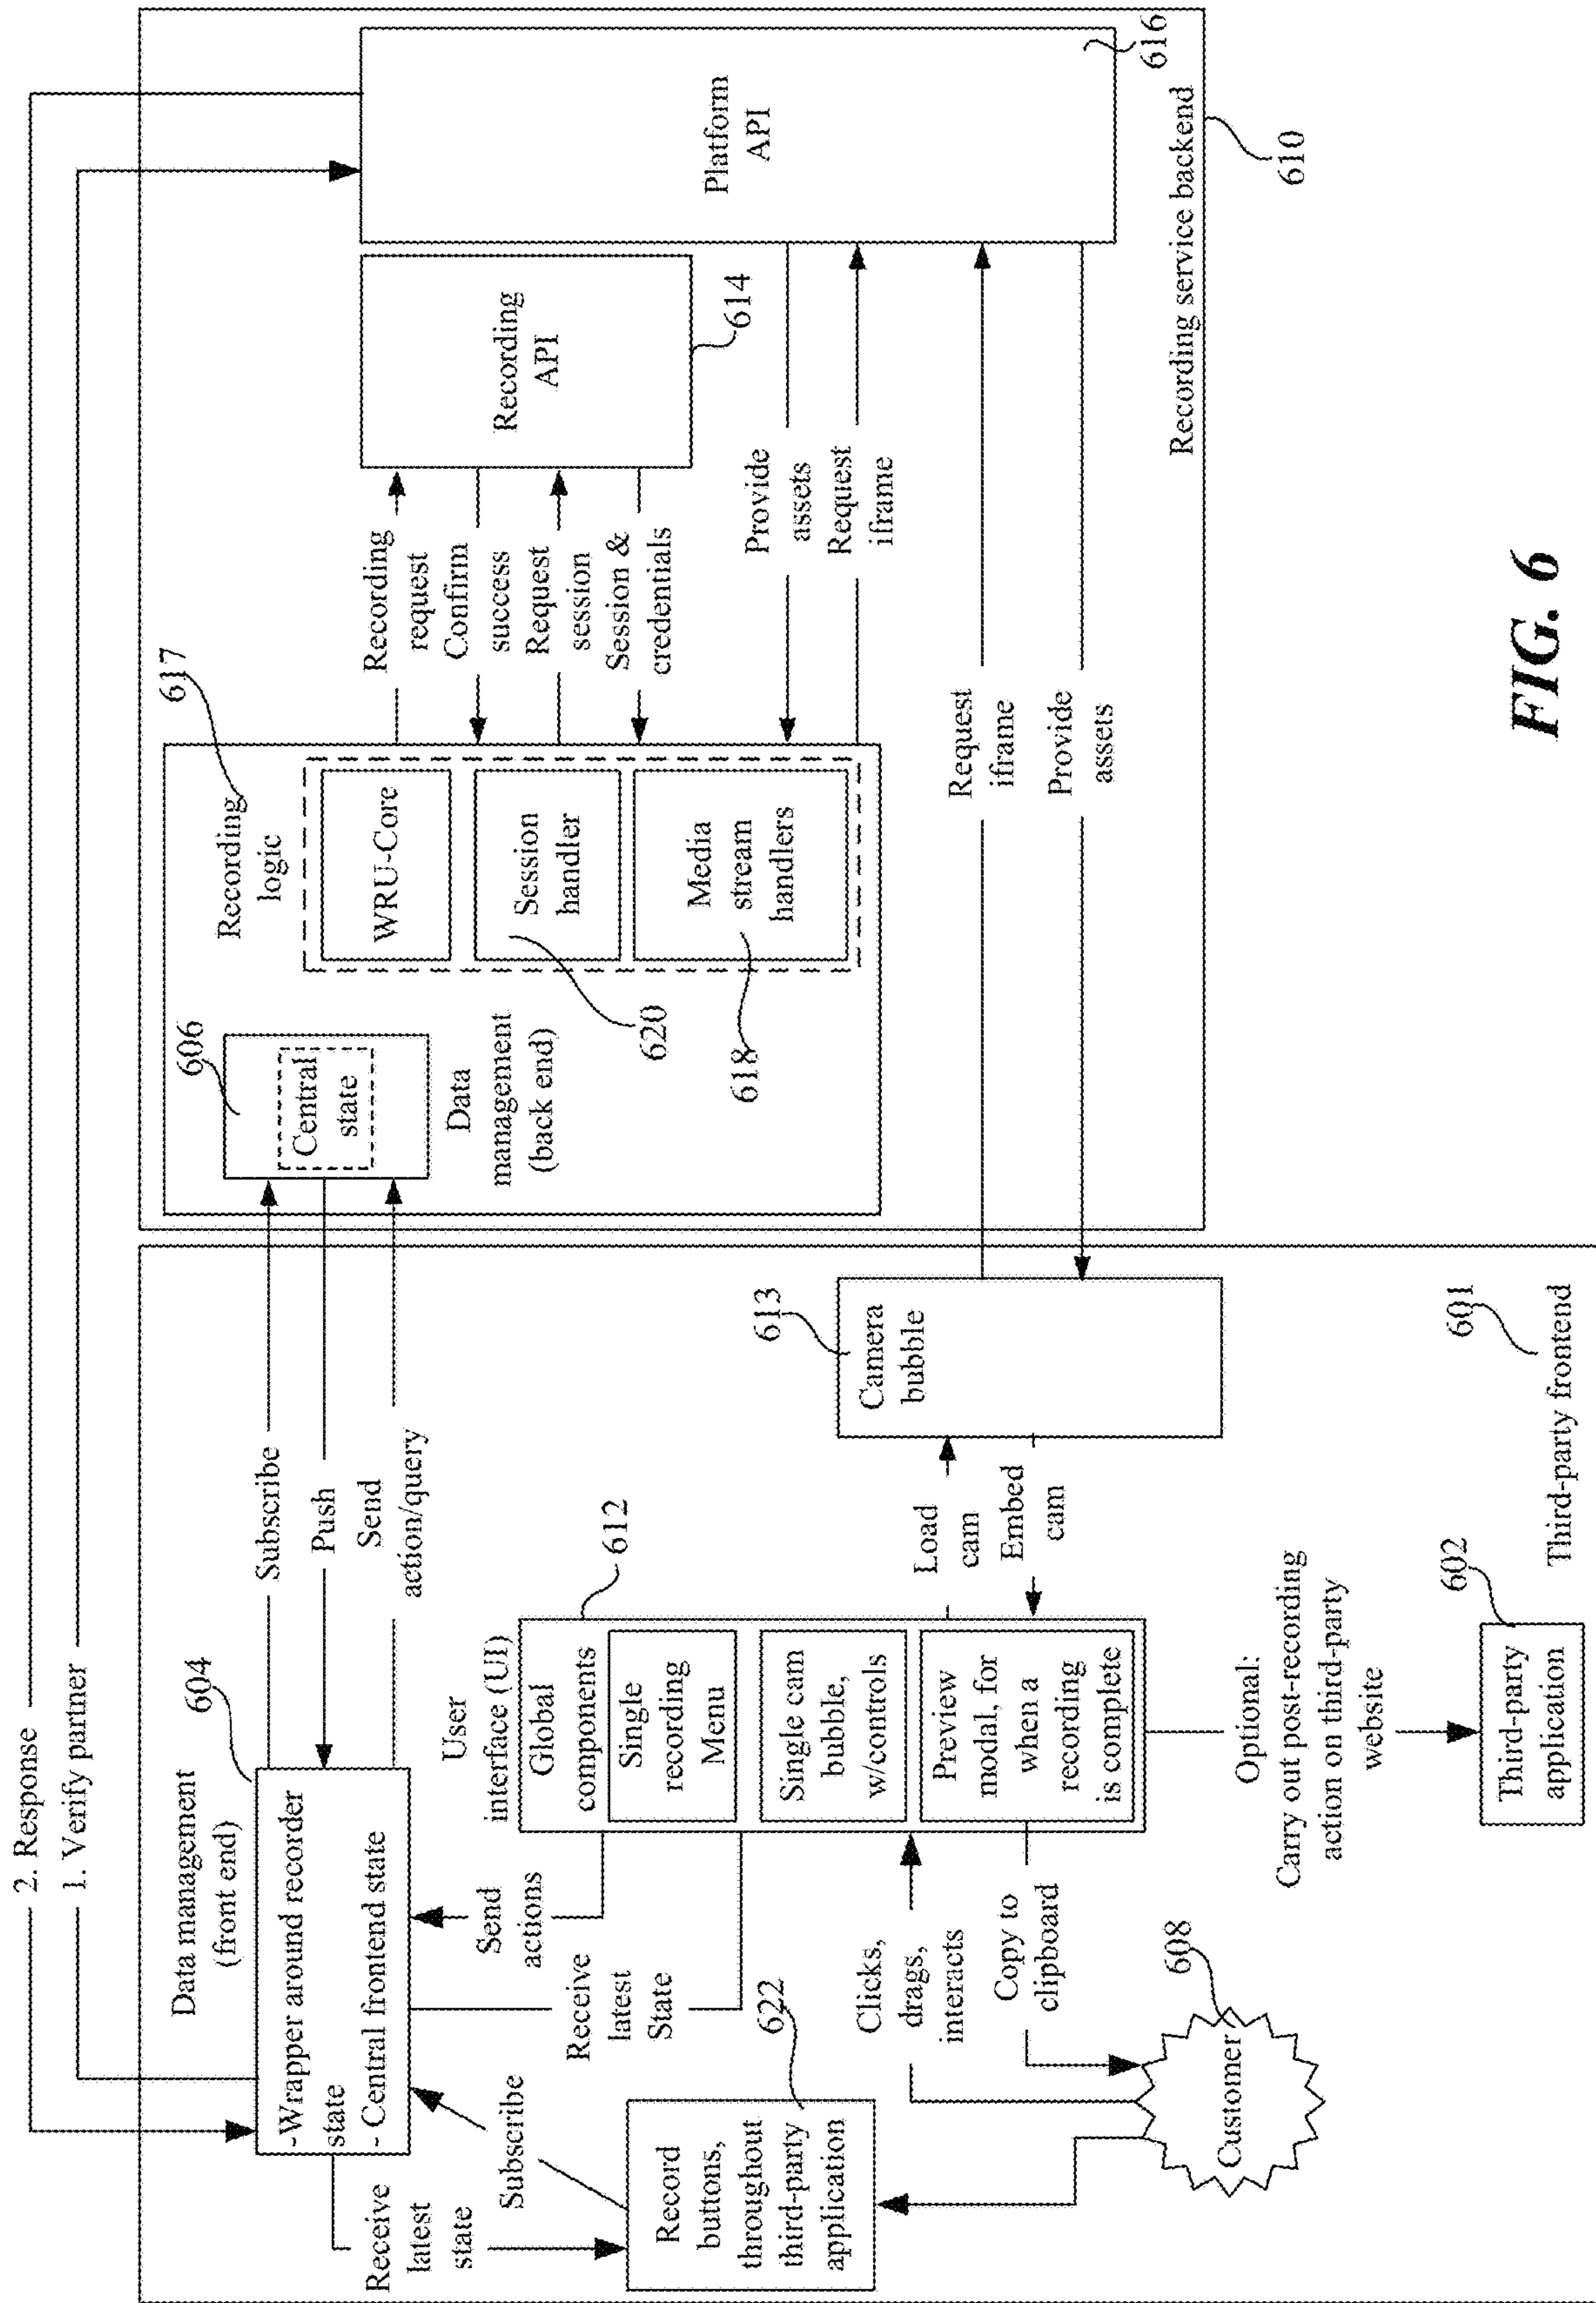 2. Response
1. Verify partner
Data management
(front end)
604
-Wrapper around recorder
state
- Central frontend state
Subscribe
Push
Send
action/query
606
Central
state
Data
management
(back end)
Recording
logic
617
WRU-Core
Session
handler
620
Media
stream
handlers
618
Recording
request
Confirm
success
Request
session
Session &
credentials
Recording
API
614
Provide
assets
Request
iframe
Platform
API
616
Request
iframe
Provide
assets
Recording service backend
610
Receive
latest
state
Subscribe
Record
buttons,
throughout
third-party
application
622
Send
actions
Receive
latest
State
User
interface (UI)
612
Global
components
Single
recording
Menu
Single cam
bubble,
w/controls
Preview
modal, for
when a
recording
is complete
Load
cam
Embed
cam
613
Camera
bubble
Clicks,
drags,
interacts
Copy to
clipboard
608
Customer
Optional:
Carry out post-recording
action on third-party
website
602
Third-party
application
601
Third-party frontend
FIG. 6